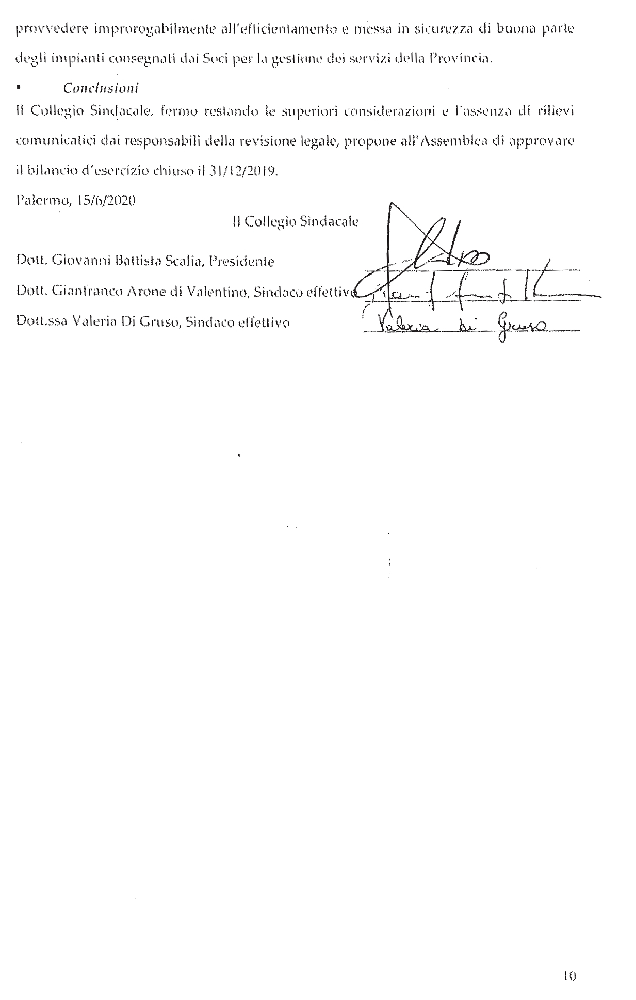 provvedere improrogabilmente all'efficientamento e messa in sicurezza di buona parte
degli impianti consegnati dai Soci per la gestione dei servizi della Provincia.
▪ Conclusioni
Il Collegio Sindacale, fermo restando le superiori considerazioni e l'assenza di rilievi
comunicatici dai responsabili della revisione legale, propone all'Assemblea di approvare
il bilancio d'esercizio chiuso il 31/12/2019.
Palermo, 15/6/2020
Il Collegio Sindacale
Dott. Giovanni Battista Scalia, Presidente
Dott. Gianfranco Arone di Valentino, Sindaco effettivo
Dott.ssa Valeria Di Gruso, Sindaco effettivo Valeria Di Gruso
10